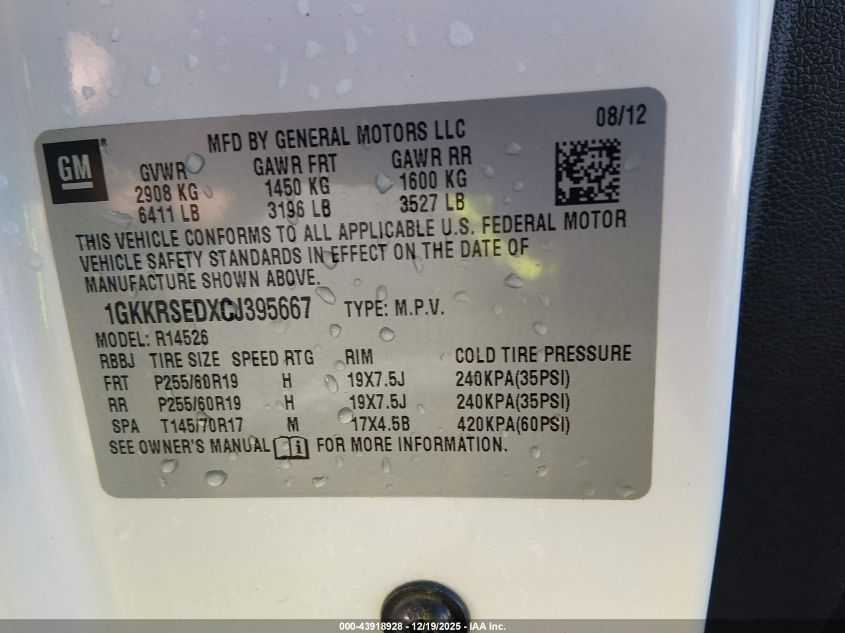 08/12
GM®
MFD BY GENERAL MOTORS LLC
GVWR GAWR FRT GAWR RR
2908 KG 1450 KG 1600 KG
6411 LB 3196 LB 3527 LB
THIS VEHICLE CONFORMS TO ALL APPLICABLE U.S. FEDERAL MOTOR
VEHICLE SAFETY STANDARDS IN EFFECT ON THE DATE OF
MANUFACTURE SHOWN ABOVE.
1GKKRSEDXCJ395667 TYPE: M.P.V.
MODEL: R14526
RBBJ TIRE SIZE SPEED RTG RIM COLD TIRE PRESSURE
FRT P255/60R19 H 19X7.5J 240KPA(35PSI)
RR P255/60R19 H 19X7.5J 240KPA(35PSI)
SPA T145/70R17 M 17X4.5B 420KPA(60PSI)
SEE OWNER'S MANUAL i FOR MORE INFORMATION.
000-43918928 - 12/19/2025 - IAA Inc.